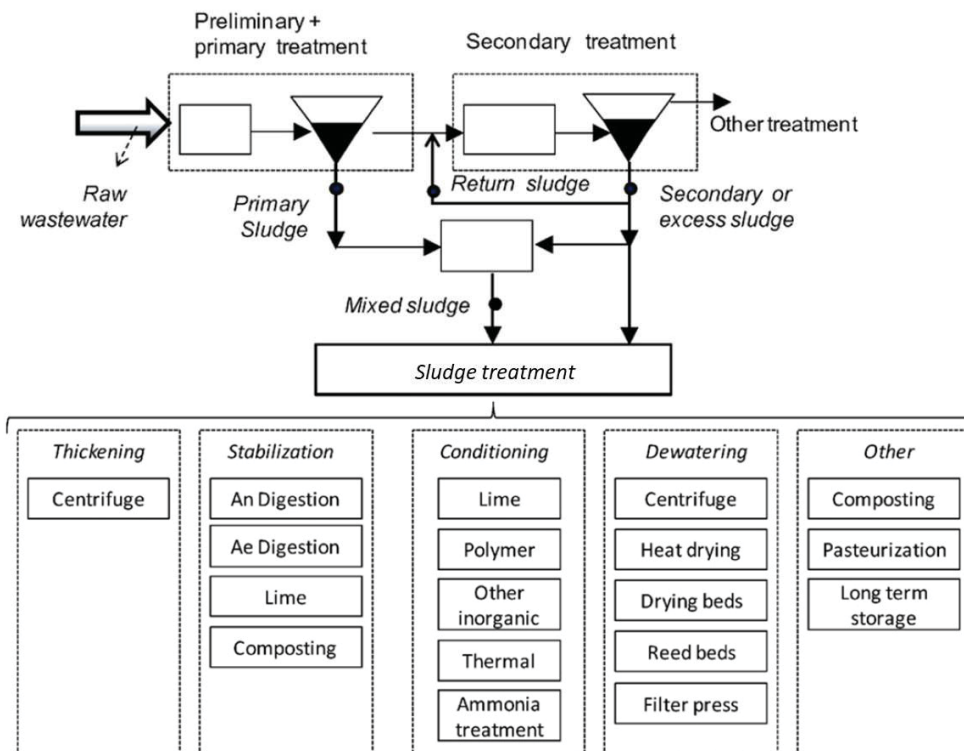 Preliminary +
primary treatment
Secondary treatment
Other treatment
Raw
wastewater
Primary
Sludge
Return sludge
Secondary or
excess sludge
Mixed sludge
Sludge treatment
Thickening
Centrifuge
Stabilization
An Digestion
Ae Digestion
Lime
Composting
Conditioning
Lime
Polymer
Other
inorganic
Thermal
Ammonia
treatment
Dewatering
Centrifuge
Heat drying
Drying beds
Reed beds
Filter press
Other
Composting
Pasteurization
Long term
storage